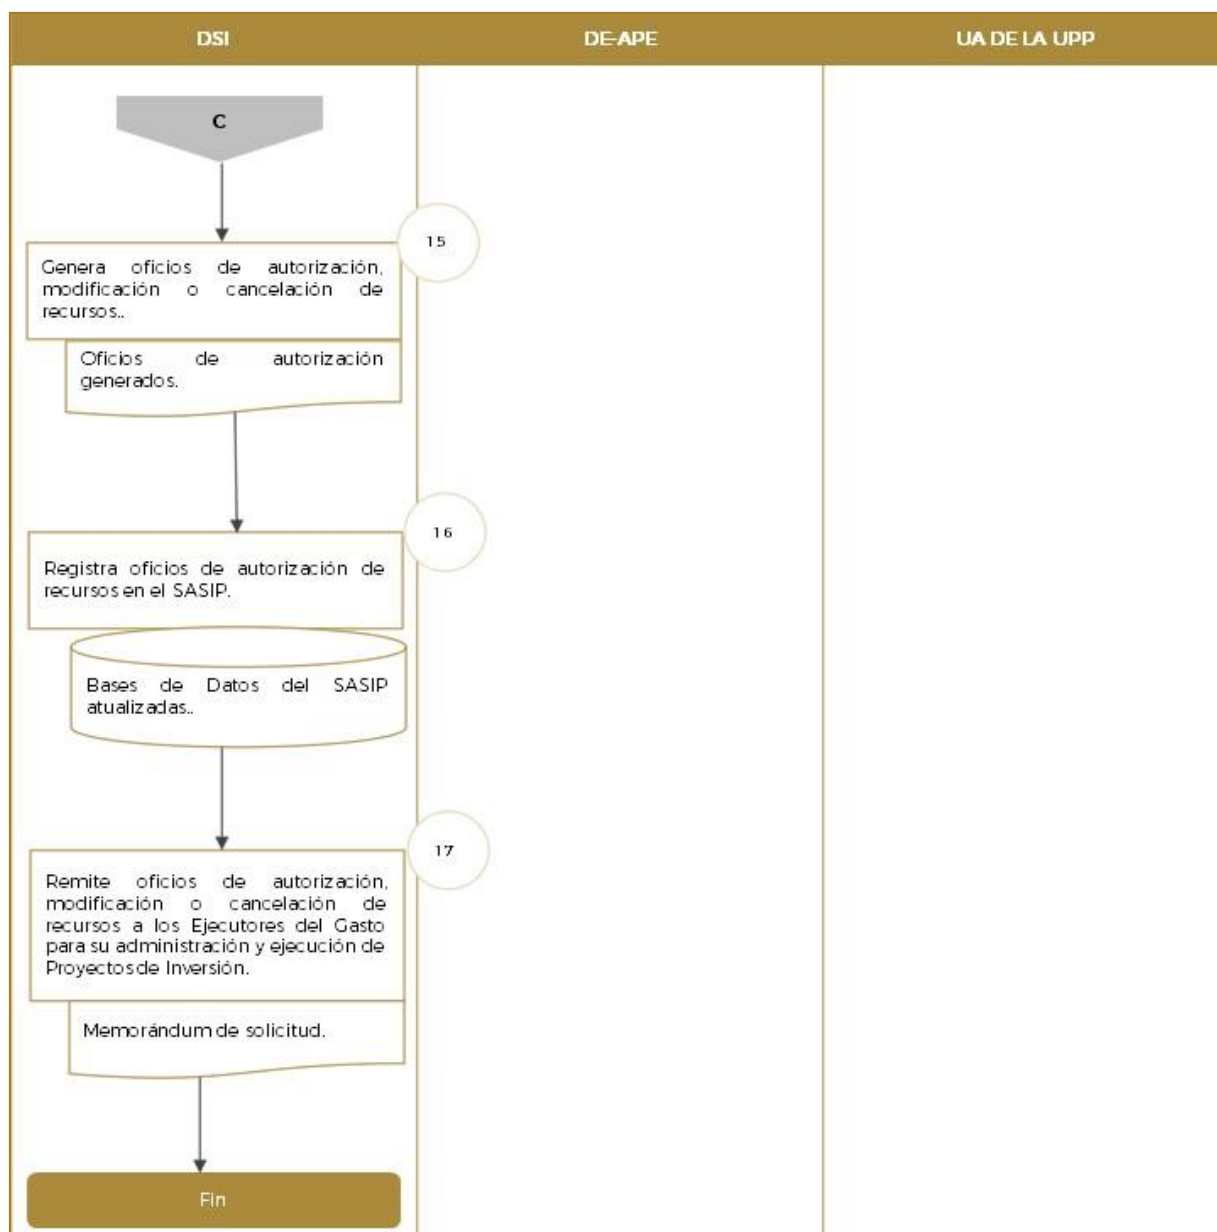 DSI
DE-APE
UA DE LA UPP
C
15
Genera oficios de autorización,
modificación o cancelación de
recursos..
Oficios de autorización
generados.
16
Registra oficios de autorización de
recursos en el SASIP.
Bases de Datos del SASIP
atualizadas..
17
Remite oficios de autorización,
modificación o cancelación de
recursos a los Ejecutores del Gasto
para su administración y ejecución de
Proyectos de Inversión.
Memorándum de solicitud.
Fin